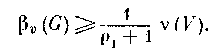 β_v (G) ⩾ 1/(ρ_1 + 1) v (V).